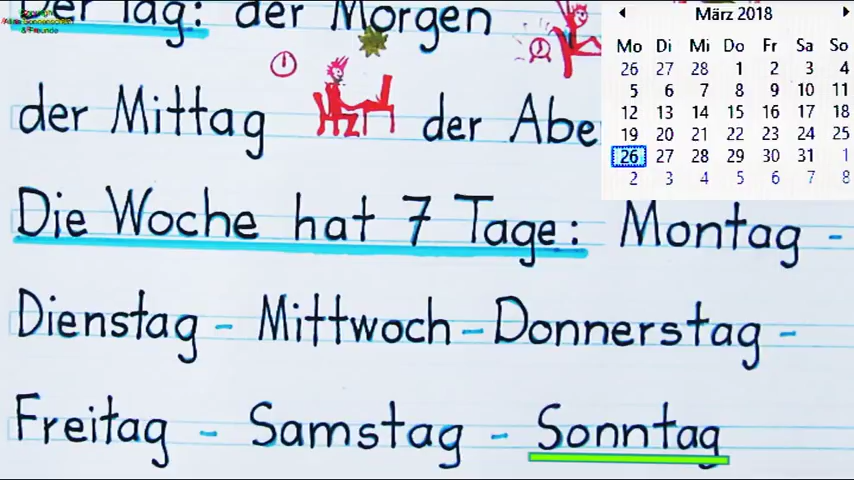 Der Tag: der Morgen
der Mittag der Abe
Die Woche hat 7 Tage: Montag -
Dienstag - Mittwoch - Donnerstag -
Freitag - Samstag - Sonntag
März 2018
Mo Di Mi Do Fr Sa So
26 27 28 1 2 3 4
5 6 7 8 9 10 11
12 13 14 15 16 17 18
19 20 21 22 23 24 25
26 27 28 29 30 31 1
2 3 4 5 6 7 8
& Freunde